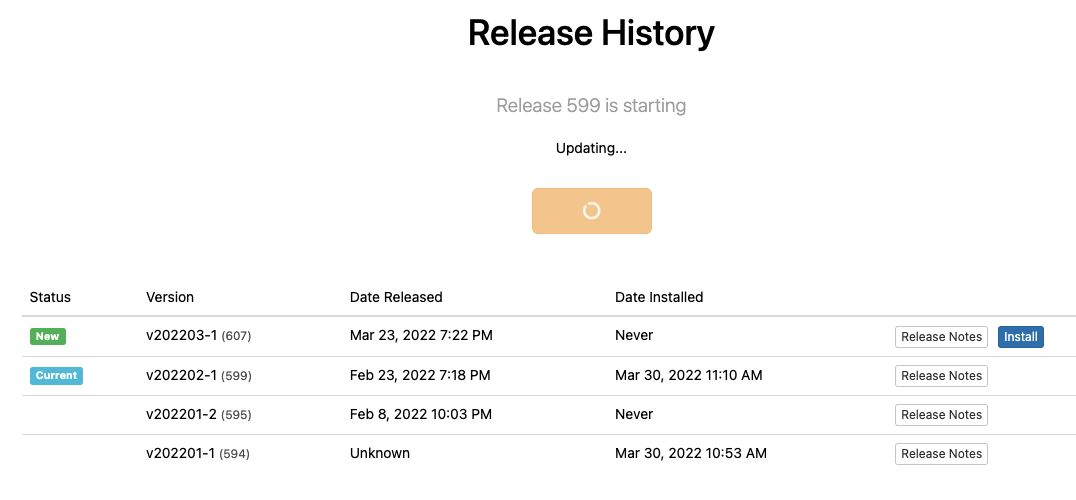 Release History
Release 599 is starting
Updating...
Status Version Date Released Date Installed
New v202203-1 (607) Mar 23, 2022 7:22 PM Never Release Notes Install
Current v202202-1 (599) Feb 23, 2022 7:18 PM Mar 30, 2022 11:10 AM Release Notes
v202201-2 (595) Feb 8, 2022 10:03 PM Never Release Notes
v202201-1 (594) Unknown Mar 30, 2022 10:53 AM Release Notes